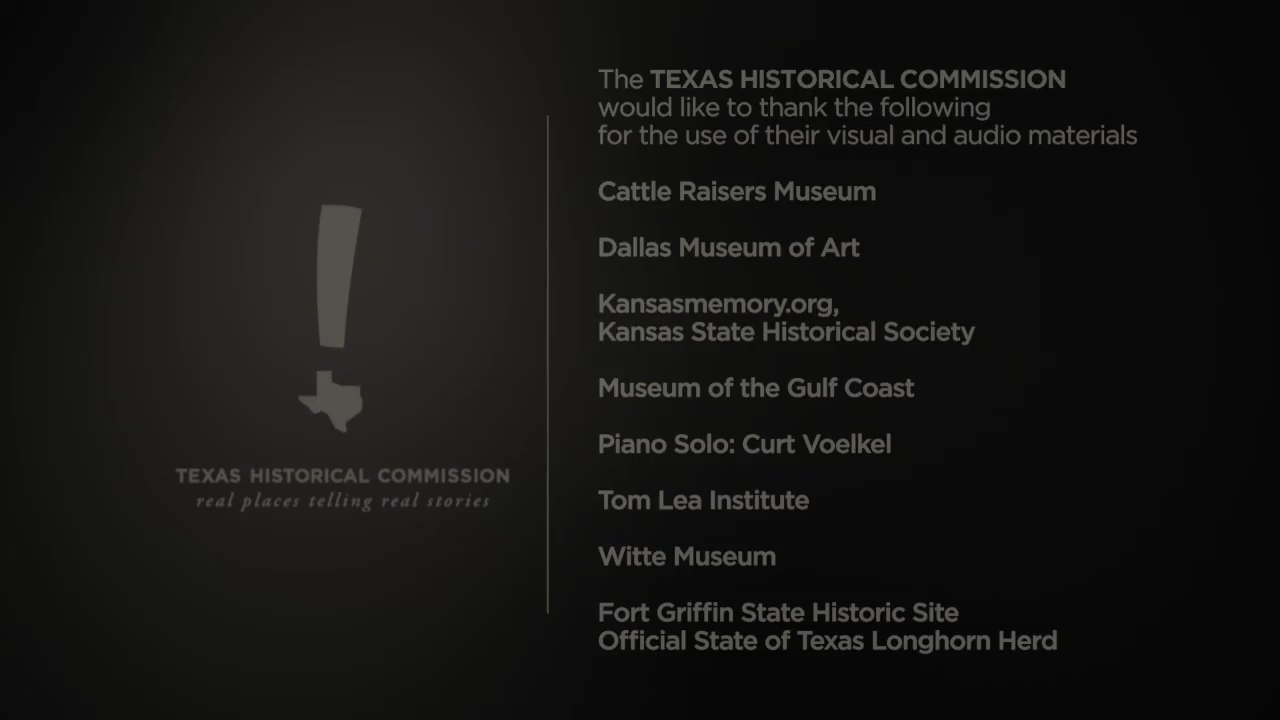 The TEXAS HISTORICAL COMMISSION
would like to thank the following
for the use of their visual and audio materials
Cattle Raisers Museum
Dallas Museum of Art
Kansasmemory.org,
Kansas State Historical Society
Museum of the Gulf Coast
Piano Solo: Curt Voelkel
Tom Lea Institute
Witte Museum
Fort Griffin State Historic Site
Official State of Texas Longhorn Herd
!
TEXAS HISTORICAL COMMISSION
real places telling real stories